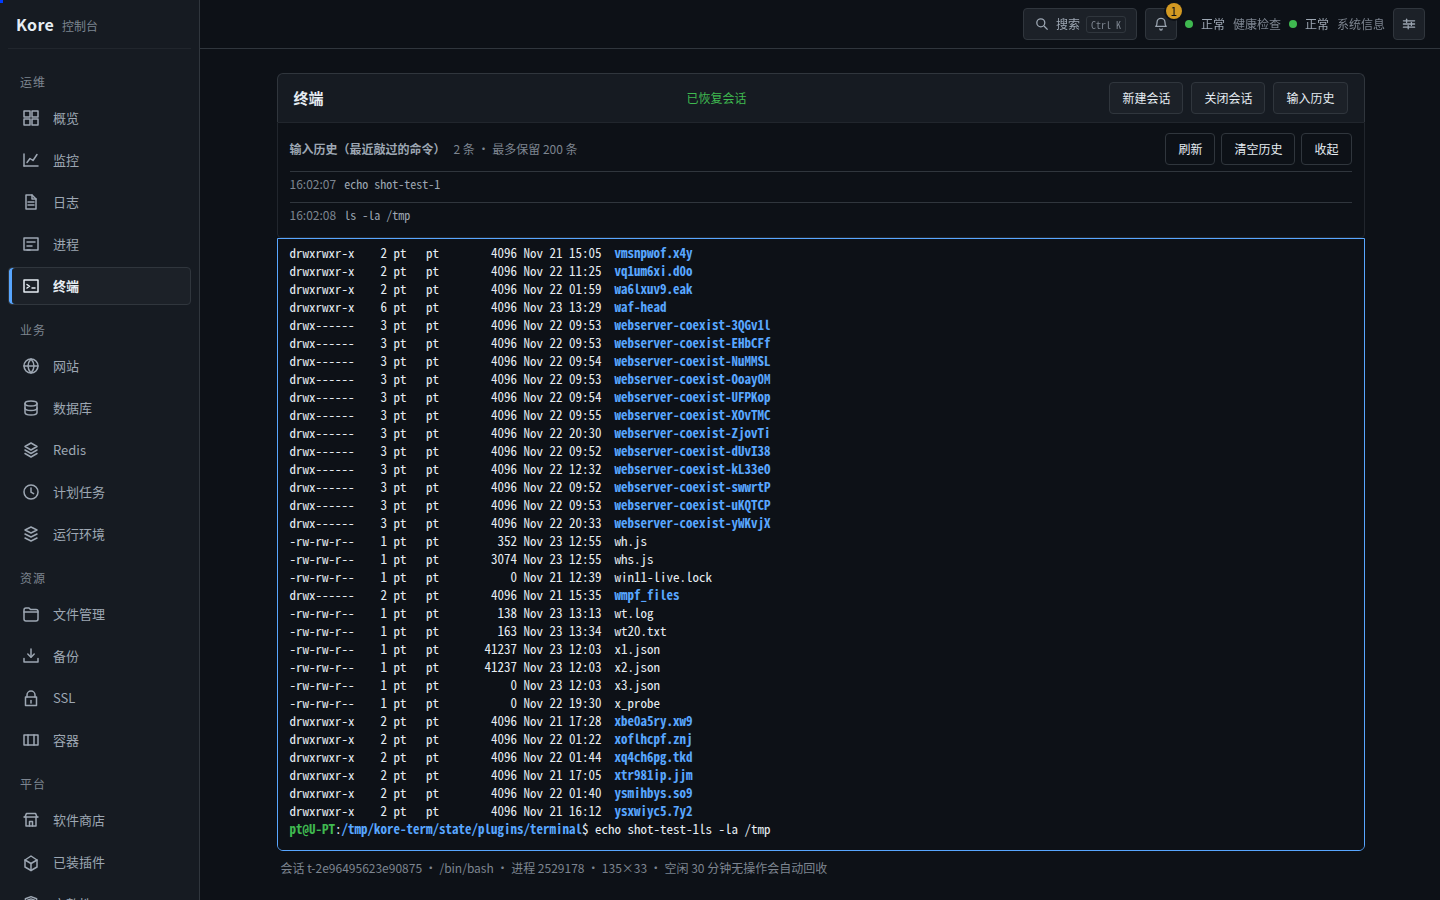 Kore 控制台
搜索 Ctrl K
1
正常 健康检查
正常 系统信息
运维
概览
监控
日志
进程
终端
业务
网站
数据库
Redis
计划任务
运行环境
资源
文件管理
备份
SSL
容器
平台
软件商店
已装插件
终端
已恢复会话
新建会话 关闭会话 输入历史
输入历史（最近敲过的命令） 2 条 · 最多保留 200 条
刷新 清空历史 收起
16:02:07 echo shot-test-1
16:02:08 ls -la /tmp
drwxrwxr-x 2 pt pt 4096 Nov 21 15:05 vmsnpwof.x4y
drwxrwxr-x 2 pt pt 4096 Nov 22 11:25 vq1um6xi.d0o
drwxrwxr-x 2 pt pt 4096 Nov 22 01:59 wa6lxuv9.eak
drwxrwxr-x 6 pt pt 4096 Nov 23 13:29 waf-head
drwx------ 3 pt pt 4096 Nov 22 09:53 webserver-coexist-3QGv1l
drwx------ 3 pt pt 4096 Nov 22 09:53 webserver-coexist-EHbCFf
drwx------ 3 pt pt 4096 Nov 22 09:54 webserver-coexist-NuMMSL
drwx------ 3 pt pt 4096 Nov 22 09:53 webserver-coexist-OoayOM
drwx------ 3 pt pt 4096 Nov 22 09:54 webserver-coexist-UFPKop
drwx------ 3 pt pt 4096 Nov 22 09:55 webserver-coexist-XOvTMC
drwx------ 3 pt pt 4096 Nov 22 20:30 webserver-coexist-ZjovTi
drwx------ 3 pt pt 4096 Nov 22 09:52 webserver-coexist-dUvI38
drwx------ 3 pt pt 4096 Nov 22 12:32 webserver-coexist-kL33eO
drwx------ 3 pt pt 4096 Nov 22 09:52 webserver-coexist-swwrtP
drwx------ 3 pt pt 4096 Nov 22 09:53 webserver-coexist-uKQTCP
drwx------ 3 pt pt 4096 Nov 22 20:33 webserver-coexist-yWKvjX
-rw-rw-r-- 1 pt pt 352 Nov 23 12:55 wh.js
-rw-rw-r-- 1 pt pt 3074 Nov 23 12:55 whs.js
-rw-rw-r-- 1 pt pt 0 Nov 21 12:39 win11-live.lock
drwx------ 2 pt pt 4096 Nov 21 15:35 wmpf_files
-rw-rw-r-- 1 pt pt 138 Nov 23 13:13 wt.log
-rw-rw-r-- 1 pt pt 163 Nov 23 13:34 wt20.txt
-rw-rw-r-- 1 pt pt 41237 Nov 23 12:03 x1.json
-rw-rw-r-- 1 pt pt 41237 Nov 23 12:03 x2.json
-rw-rw-r-- 1 pt pt 0 Nov 23 12:03 x3.json
-rw-rw-r-- 1 pt pt 0 Nov 22 19:30 x_probe
drwxrwxr-x 2 pt pt 4096 Nov 21 17:28 xbe0a5ry.xw9
drwxrwxr-x 2 pt pt 4096 Nov 22 01:22 xoflhcpf.znj
drwxrwxr-x 2 pt pt 4096 Nov 22 01:44 xq4ch6pg.tkd
drwxrwxr-x 2 pt pt 4096 Nov 21 17:05 xtr981ip.jjm
drwxrwxr-x 2 pt pt 4096 Nov 22 01:40 ysmihbys.so9
drwxrwxr-x 2 pt pt 4096 Nov 21 16:12 ysxwiyc5.7y2
pt@U-PT:/tmp/kore-term/state/plugins/terminal$ echo shot-test-1ls -la /tmp
会话 t-2e96495623e90875 · /bin/bash · 进程 2529178 · 135×33 · 空闲 30 分钟无操作会自动回收